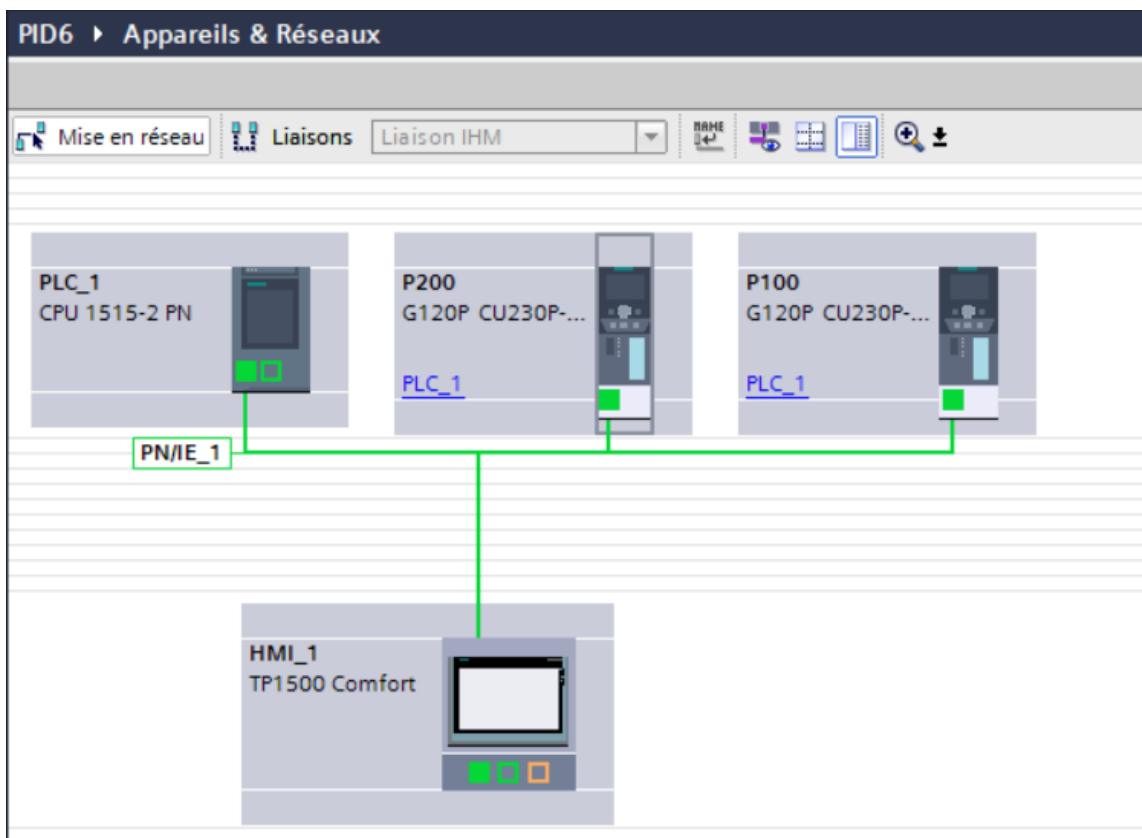 PID6 ▸ Appareils & Réseaux
Mise en réseau Liaisons Liaison IHM
PLC_1
CPU 1515-2 PN
P200
G120P CU230P-...
PLC_1
P100
G120P CU230P-...
PLC_1
PN/IE_1
HMI_1
TP1500 Comfort